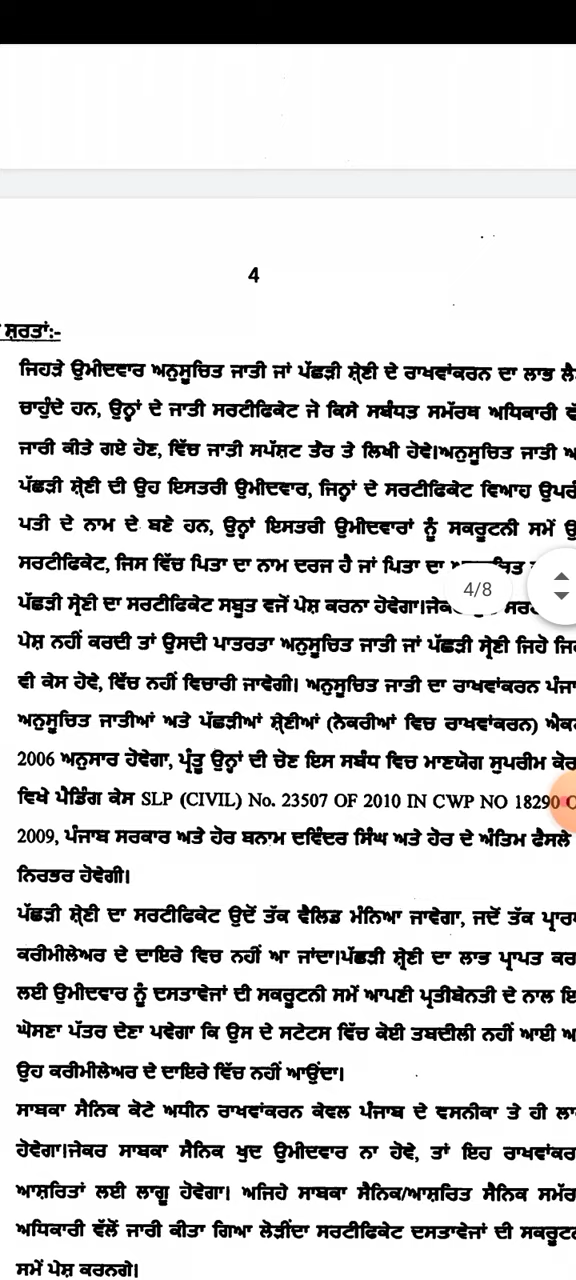 4
ਸ਼ਰਤਾਂ:-
ਜਿਹੜੇ ਉਮੀਦਵਾਰ ਅਨੁਸੂਚਿਤ ਜਾਤੀ ਜਾਂ ਪੱਛੜੀ ਸ਼੍ਰੇਣੀ ਦੇ ਰਾਖਵਾਂਕਰਨ ਦਾ ਲਾਭ
ਚਾਹੁੰਦੇ ਹਨ, ਉਨ੍ਹਾਂ ਦੇ ਜਾਤੀ ਸਰਟੀਫਿਕੇਟ ਜੋ ਕਿਸੇ ਸਬੰਧਤ ਸਮੱਰਥ ਅਧਿਕਾਰੀ
ਜਾਰੀ ਕੀਤੇ ਗਏ ਹੋਣ, ਵਿੱਚ ਜਾਤੀ ਸਪੱਸ਼ਟ ਤੌਰ ਤੇ ਲਿਖੀ ਹੋਵੇ।ਅਨੁਸੂਚਿਤ ਜਾਤੀ
ਪੱਛੜੀ ਸ਼੍ਰੇਣੀ ਦੀ ਉਹ ਇਸਤਰੀ ਉਮੀਦਵਾਰ, ਜਿਨ੍ਹਾਂ ਦੇ ਸਰਟੀਫਿਕੇਟ ਵਿਆਹ
ਪਤੀ ਦੇ ਨਾਮ ਦੇ ਬਣੇ ਹਨ, ਉਨ੍ਹਾਂ ਇਸਤਰੀ ਉਮੀਦਵਾਰਾਂ ਨੂੰ ਸਕਰੂਟਨੀ ਸਮੇਂ
ਸਰਟੀਫਿਕੇਟ, ਜਿਸ ਵਿੱਚ ਪਿਤਾ ਦਾ ਨਾਮ ਦਰਜ ਹੈ ਜਾਂ ਪਿਤਾ ਦਾ
ਪੱਛੜੀ ਸ੍ਰੇਣੀ ਦਾ ਸਰਟੀਫਿਕੇਟ ਸਬੂਤ ਵਜੋਂ ਪੇਸ਼ ਕਰਨਾ ਹੋਵੇਗਾ। 4/8
ਪੇਸ਼ ਨਹੀਂ ਕਰਦੀ ਤਾਂ ਉਸਦੀ ਪਾਤਰਤਾ ਅਨੁਸੂਚਿਤ ਜਾਤੀ ਜਾਂ ਪੱਛੜੀ ਸ੍ਰੇਣੀ ਜਿਹੋ
ਵੀ ਕੇਸ ਹੋਵੇ, ਵਿੱਚ ਨਹੀਂ ਵਿਚਾਰੀ ਜਾਵੇਗੀ। ਅਨੁਸੂਚਿਤ ਜਾਤੀ ਦਾ ਰਾਖਵਾਂਕਰਨ
ਅਨੁਸੂਚਿਤ ਜਾਤੀਆਂ ਅਤੇ ਪੱਛੜੀਆਂ ਸ਼੍ਰੇਣੀਆਂ (ਨੌਕਰੀਆਂ ਵਿਚ ਰਾਖਵਾਂਕਰਨ)
2006 ਅਨੁਸਾਰ ਹੋਵੇਗਾ, ਪ੍ਰੰਤੂ ਉਨ੍ਹਾਂ ਦੀ ਚੋਣ ਇਸ ਸਬੰਧ ਵਿਚ ਮਾਣਯੋਗ ਸੁਪਰੀਮ
ਵਿਖੇ ਪੈਡਿੰਗ ਕੇਸ SLP (CIVIL) No. 23507 OF 2010 IN CWP NO 18290
2009, ਪੰਜਾਬ ਸਰਕਾਰ ਅਤੇ ਹੋਰ ਬਨਾਮ ਦਵਿੰਦਰ ਸਿੰਘ ਅਤੇ ਹੋਰ ਦੇ ਅੰਤਿਮ ਫੈਸਲੇ
ਨਿਰਭਰ ਹੋਵੇਗੀ।
ਪੱਛੜੀ ਸ਼੍ਰੇਣੀ ਦਾ ਸਰਟੀਫਿਕੇਟ ਉਦੋਂ ਤੱਕ ਵੈਲਿਡ ਮੰਨਿਆ ਜਾਵੇਗਾ, ਜਦੋਂ ਤੱਕ
ਕਰੀਮੀਲੇਅਰ ਦੇ ਦਾਇਰੇ ਵਿਚ ਨਹੀਂ ਆ ਜਾਂਦਾ।ਪੱਛੜੀ ਸ਼੍ਰੇਣੀ ਦਾ ਲਾਭ ਪ੍ਰਾਪਤ
ਲਈ ਉਮੀਦਵਾਰ ਨੂੰ ਦਸਤਾਵੇਜਾਂ ਦੀ ਸਕਰੂਟਨੀ ਸਮੇਂ ਆਪਣੀ ਪ੍ਰਤੀਬੇਨਤੀ ਦੇ ਨਾਲ
ਘੋਸਣਾ ਪੱਤਰ ਦੇਣਾ ਪਵੇਗਾ ਕਿ ਉਸ ਦੇ ਸਟੇਟਸ ਵਿੱਚ ਕੋਈ ਤਬਦੀਲੀ ਨਹੀਂ ਆਈ
ਉਹ ਕਰੀਮੀਲੇਅਰ ਦੇ ਦਾਇਰੇ ਵਿੱਚ ਨਹੀਂ ਆਉਂਦਾ।
ਸਾਬਕਾ ਸੈਨਿਕ ਕੋਟੇ ਅਧੀਨ ਰਾਖਵਾਂਕਰਨ ਕੇਵਲ ਪੰਜਾਬ ਦੇ ਵਸਨੀਕਾ ਤੇ ਹੀ
ਹੋਵੇਗਾ।ਜੇਕਰ ਸਾਬਕਾ ਸੈਨਿਕ ਖੁਦ ਉਮੀਦਵਾਰ ਨਾ ਹੋਵੇ, ਤਾਂ ਇਹ
ਆਸ਼ਰਿਤਾਂ ਲਈ ਲਾਗੂ ਹੋਵੇਗਾ। ਅਜਿਹੇ ਸਾਬਕਾ ਸੈਨਿਕ/ਆਸ਼ਰਿਤ ਸੈਨਿਕ
ਅਧਿਕਾਰੀ ਵੱਲੋਂ ਜਾਰੀ ਕੀਤਾ ਗਿਆ ਲੋੜੀਂਦਾ ਸਰਟੀਫਿਕੇਟ ਦਸਤਾਵੇਜਾਂ ਦੀ
ਸਮੇਂ ਪੇਸ਼ ਕਰਨਗੇ।